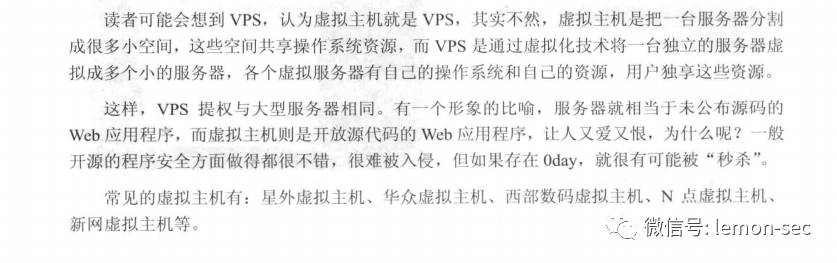 读者可能会想到 VPS，认为虚拟主机就是 VPS，其实不然，虚拟主机是把一台服务器分割
成很多小空间，这些空间共享操作系统资源，而 VPS 是通过虚拟化技术将一台独立的服务器虚
拟成多个小的服务器，各个虚拟服务器有自己的操作系统和自己的资源，用户独享这些资源。
这样，VPS 提权与大型服务器相同。有一个形象的比喻，服务器就相当于未公布源码的
Web 应用程序，而虚拟主机则是开放源代码的 Web 应用程序，让人又爱又恨，为什么呢？一般
开源的程序安全方面做得都很不错，很难被入侵，但如果存在 0day，就很有可能被“秒杀”。
常见的虚拟主机有：星外虚拟主机、华众虚拟主机、西部数码虚拟主机、N 点虚拟主机、
新网虚拟主机等。
微信号: lemon-sec